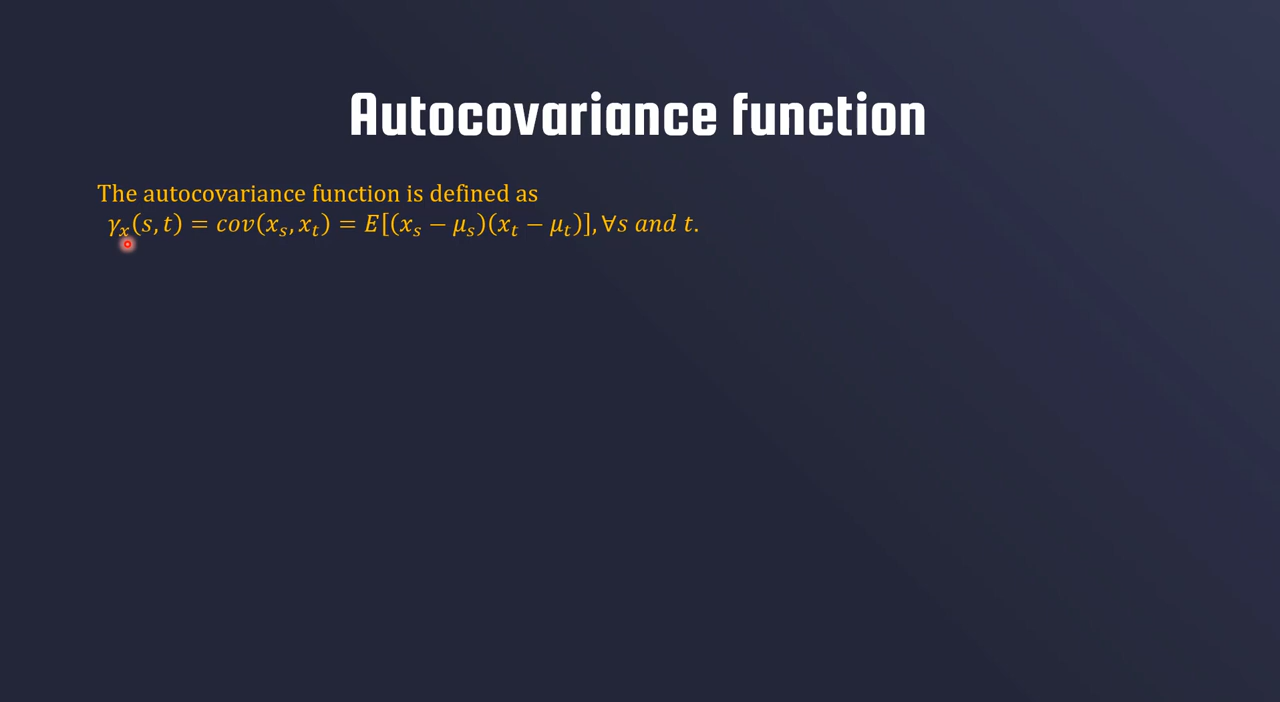 Autocovariance function
The autocovariance function is defined as
γₓ(s, t) = cov(xₛ, xₜ) = E[(xₛ − μₛ)(xₜ − μₜ)], ∀s and t.